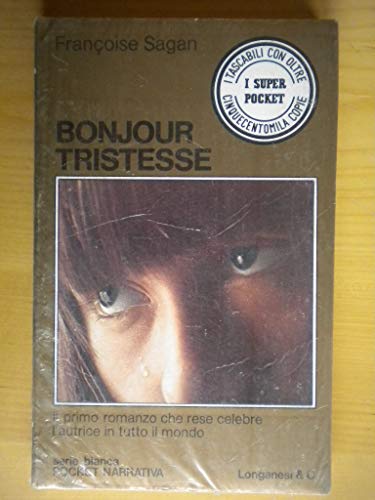 Françoise Sagan
I TASCABILI CON OLTRE
I SUPER
POCKET
CINQUECENTOMILA COPIE
BONJOUR
TRISTESSE
il primo romanzo che rese celebre
l'autrice in tutto il mondo
serie bianca
POCKET NARRATIVA
Longanesi & C